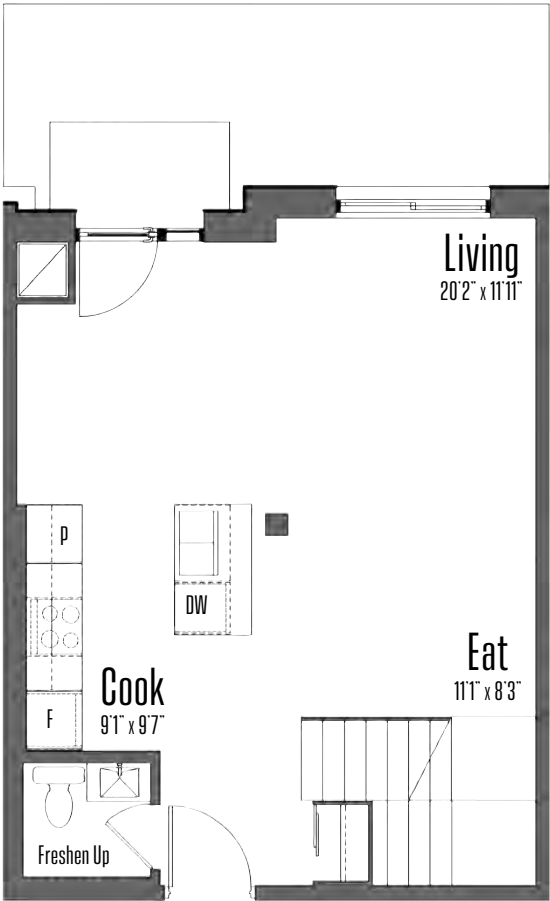 Living
20'2" x 11'11"
P
DW
Eat
11'1" x 8'3"
Cook
9'1" x 9'7"
F
Freshen Up